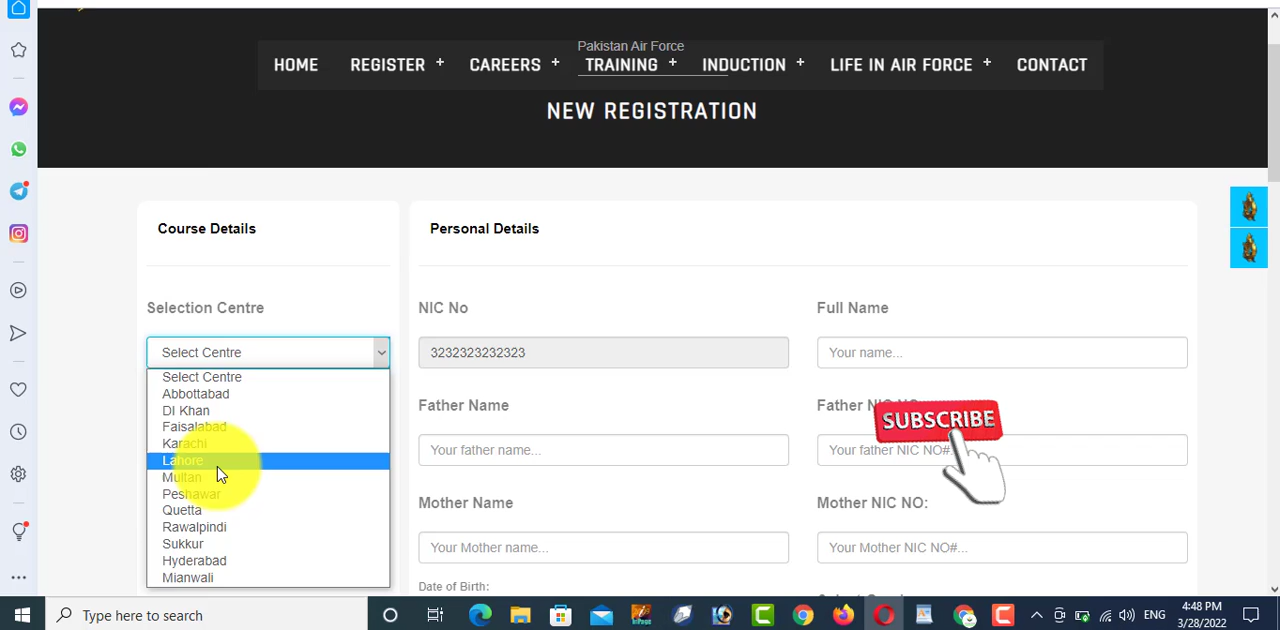 Pakistan Air Force
HOME REGISTER + CAREERS + TRAINING + INDUCTION + LIFE IN AIR FORCE + CONTACT
NEW REGISTRATION
Course Details
Personal Details
Selection Centre
NIC No
Full Name
Select Centre
3232323232323
Your name...
Select Centre
Abbottabad
DI Khan
Faisalabad
Karachi
Lahore
Multan
Peshawar
Quetta
Rawalpindi
Sukkur
Hyderabad
Mianwali
Father Name
Father NIC NO
SUBSCRIBE
Your father name...
Your father NIC NO#...
Mother Name
Mother NIC NO:
Your Mother name...
Your Mother NIC NO#...
Date of Birth:
Type here to search
ENG
4:48 PM
3/28/2022